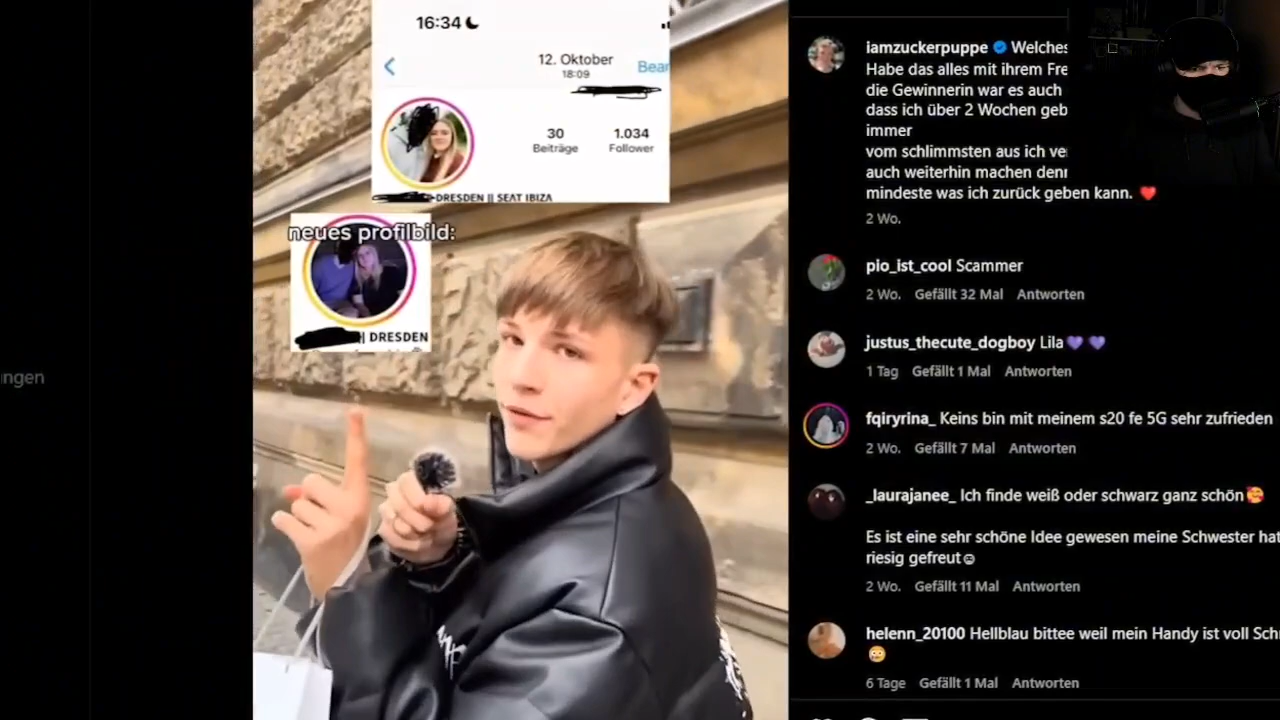 16:34
12. Oktober
18:09
Bear
30
Beiträge
1.034
Follower
DRESDEN || SEAT IBIZA
neues profilbild:
| DRESDEN
ngen
iamzuckerpuppe Welches
Habe das alles mit ihrem Fre
die Gewinnerin war es auch
dass ich über 2 Wochen geb
immer
vom schlimmsten aus ich ver
auch weiterhin machen denn
mindeste was ich zurück geben kann. ❤️
2 Wo.
pio_ist_cool Scammer
2 Wo. Gefällt 32 Mal Antworten
justus_thecute_dogboy Lila💜 💜
1 Tag Gefällt 1 Mal Antworten
fqiryrina_ Keins bin mit meinem s20 fe 5G sehr zufrieden
2 Wo. Gefällt 7 Mal Antworten
_laurajanee_ Ich finde weiß oder schwarz ganz schön🥰
Es ist eine sehr schöne Idee gewesen meine Schwester hat
riesig gefreut☺
2 Wo. Gefällt 11 Mal Antworten
helenn_20100 Hellblau bittee weil mein Handy ist voll Sch
😳
6 Tage Gefällt 1 Mal Antworten